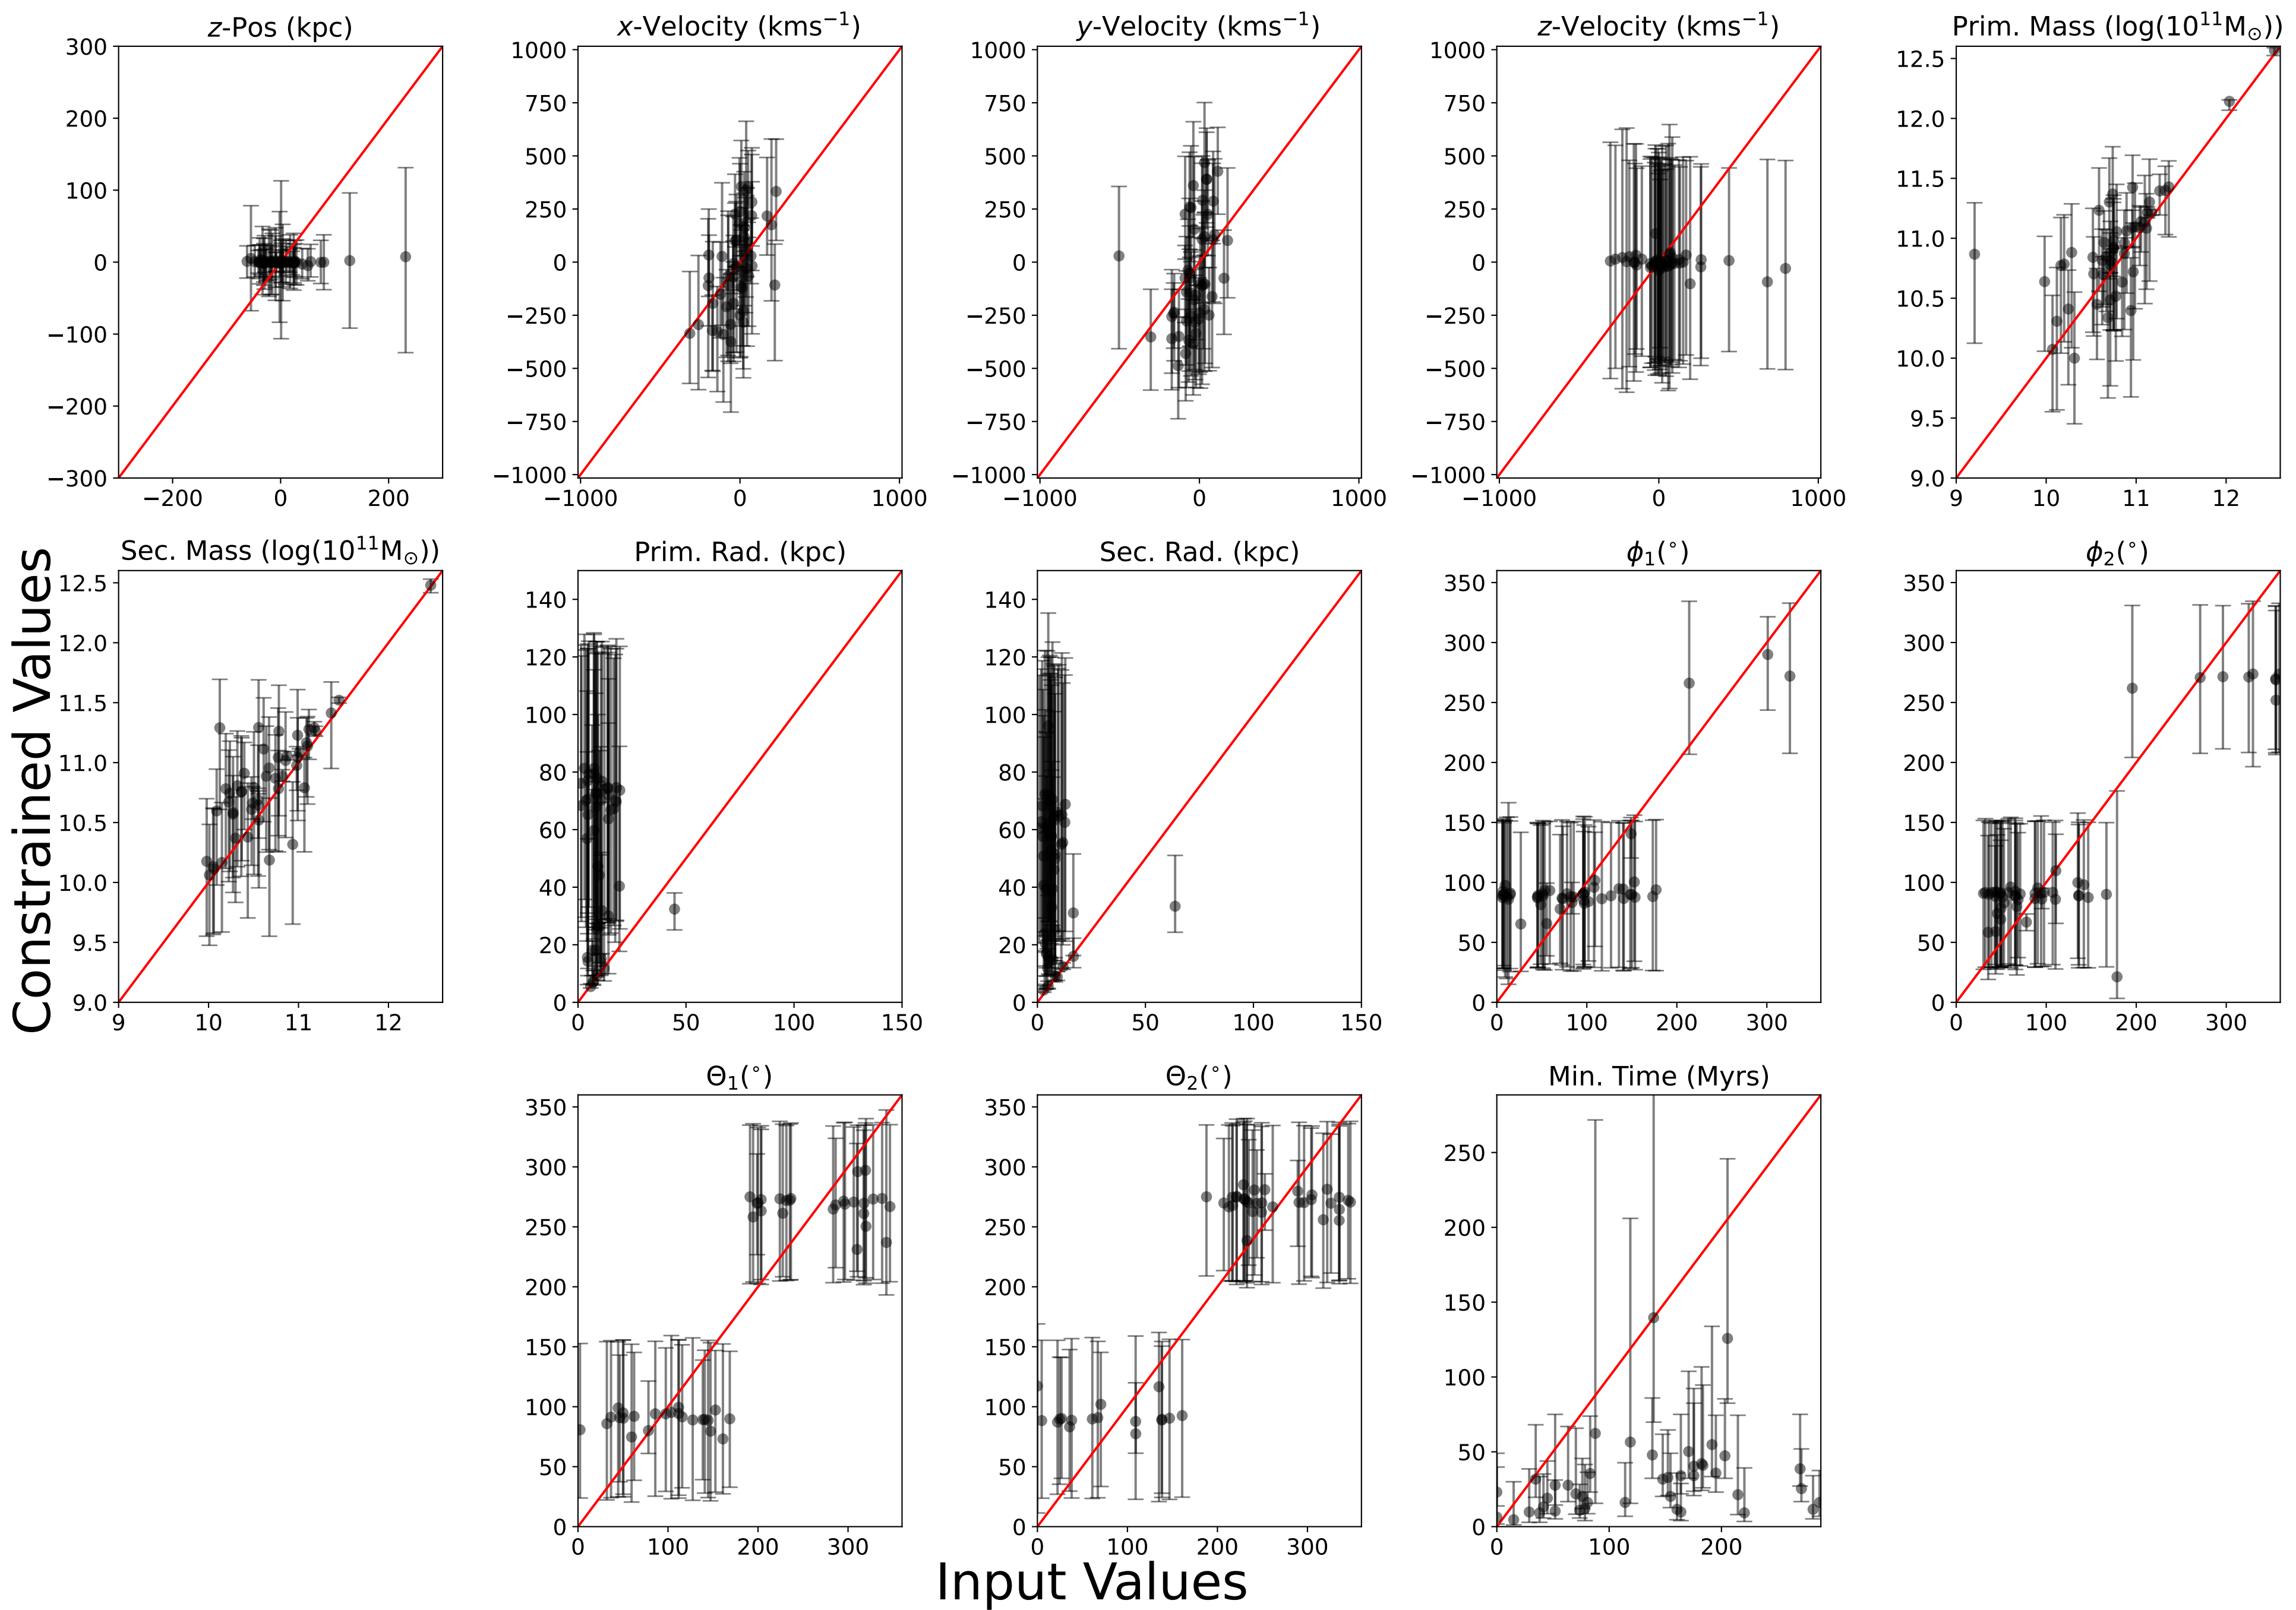 z-Pos (kpc) x-Velocity (kms⁻¹) y-Velocity (kms⁻¹) z-Velocity (kms⁻¹) Prim. Mass (log(10¹¹M☉))
300 1000 1000 1000 12.5
200 750 750 750 12.0
100 500 500 500 11.5
0 250 250 250 11.0
−100 0 0 0 10.5
−200 −250 −250 −250 10.0
−300 −500 −500 −500 9.5
−750 −750 −750 9.0
−1000 −1000 −1000
−200 0 200 −1000 0 1000 −1000 0 1000 −1000 0 1000 9 10 11 12
Constrained Values
Sec. Mass (log(10¹¹M☉)) Prim. Rad. (kpc) Sec. Rad. (kpc) ϕ₁(°) ϕ₂(°)
12.5 140 140 350 350
12.0 120 120 300 300
11.5 100 100 250 250
11.0 80 80 200 200
10.5 60 60 150 150
10.0 40 40 100 100
9.5 20 20 50 50
9.0 0 0 0 0
9 10 11 12 0 50 100 150 0 50 100 150 0 100 200 300 0 100 200 300
Θ₁(°) Θ₂(°) Min. Time (Myrs)
350 350 250
300 300 200
250 250 150
200 200 100
150 150 50
100 100 0
50 50
0 0
0 100 200 300 0 100 200 300 0 100 200
Input Values